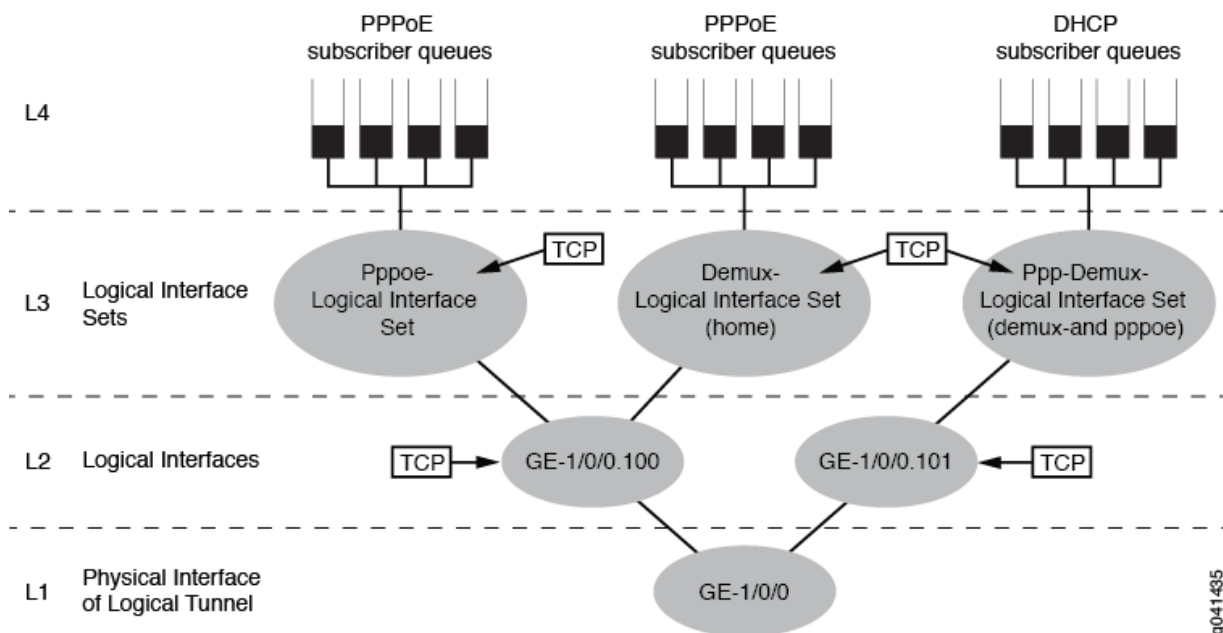 PPPoE
subscriber queues
PPPoE
subscriber queues
DHCP
subscriber queues
L4
TCP
TCP
Pppoe-
Logical Interface
Set
Demux-
Logical Interface Set
(home)
Ppp-Demux-
Logical Interface Set
(demux-and pppoe)
L3
Logical Interface
Sets
L2
Logical Interfaces
TCP
GE-1/0/0.100
GE-1/0/0.101
TCP
L1
Physical Interface
of Logical Tunnel
GE-1/0/0
g041435